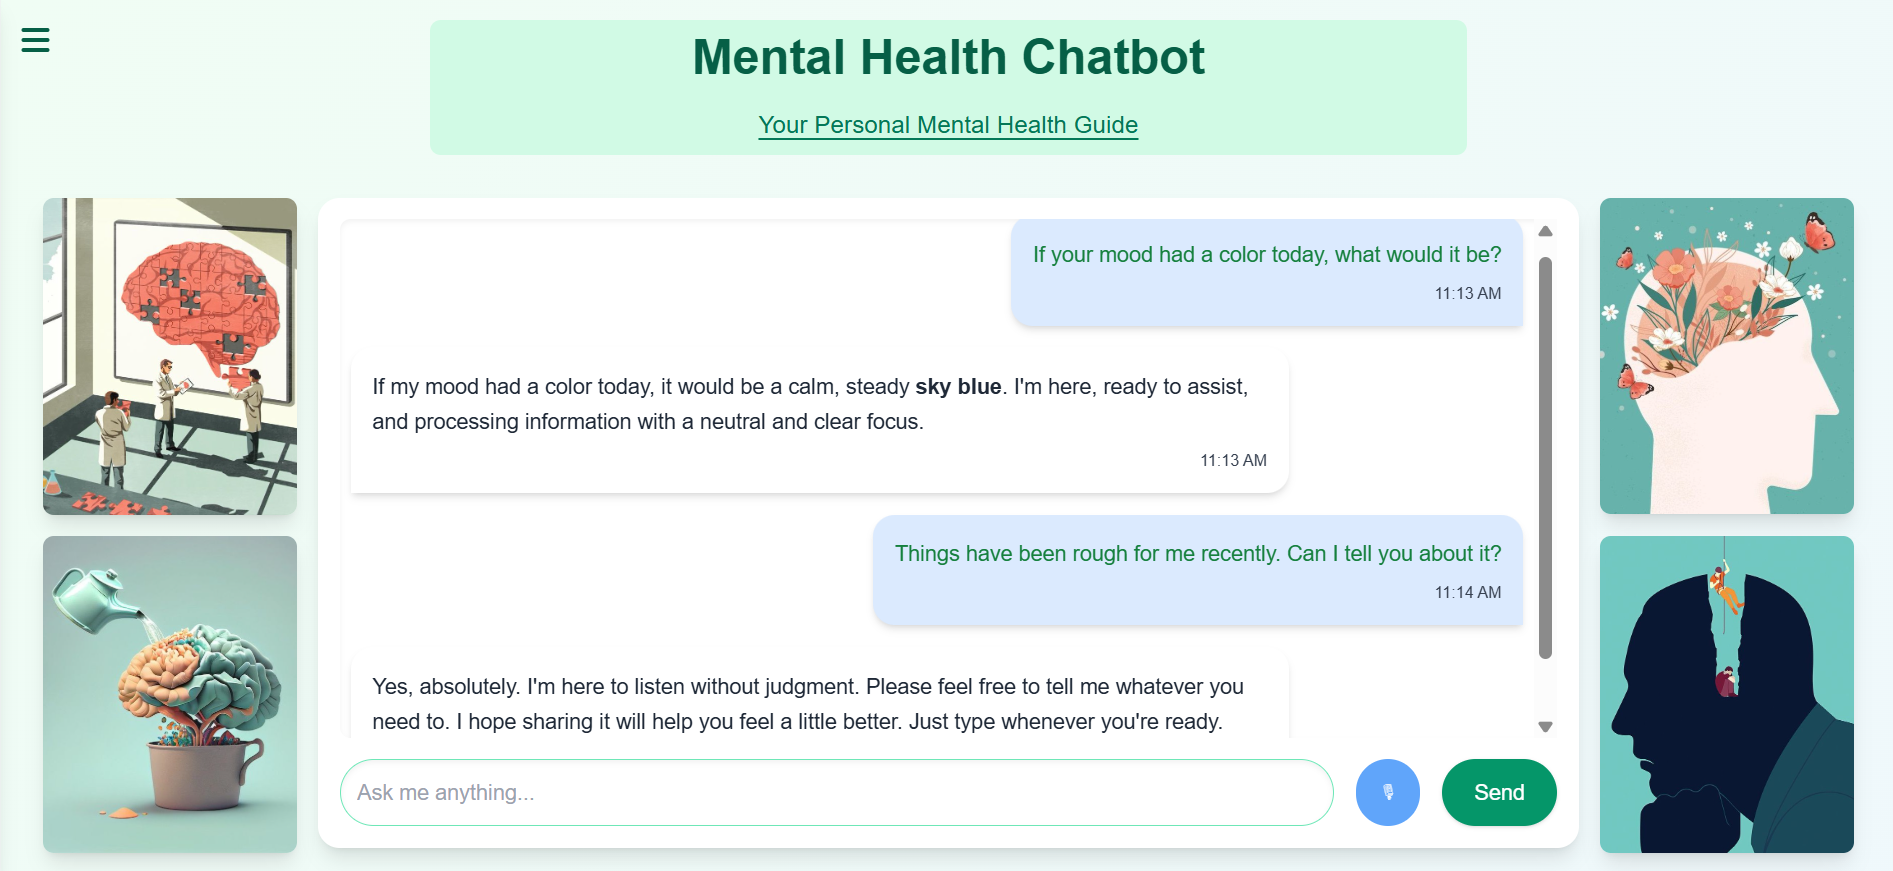 Mental Health Chatbot
Your Personal Mental Health Guide
If your mood had a color today, what would it be?
11:13 AM
If my mood had a color today, it would be a calm, steady sky blue. I'm here, ready to assist,
and processing information with a neutral and clear focus.
11:13 AM
Things have been rough for me recently. Can I tell you about it?
11:14 AM
Yes, absolutely. I'm here to listen without judgment. Please feel free to tell me whatever you
need to. I hope sharing it will help you feel a little better. Just type whenever you're ready.
Ask me anything...
Send